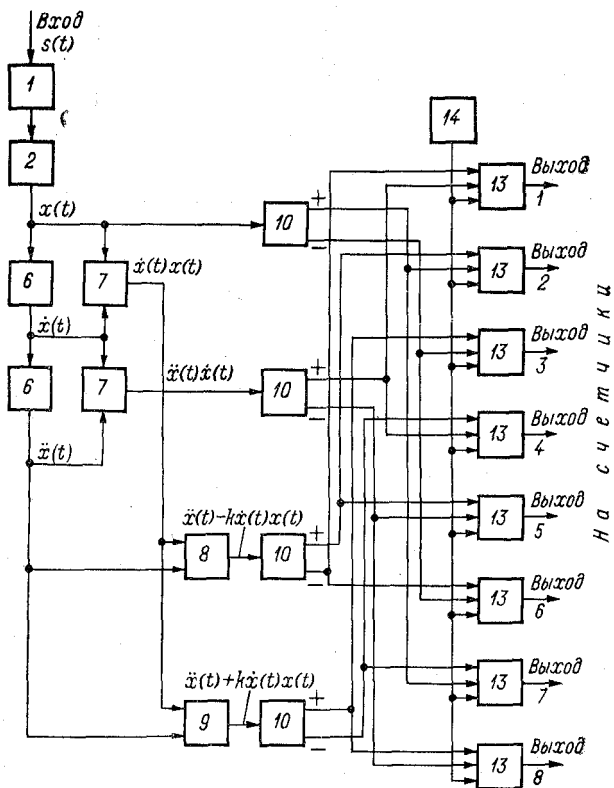 Вход
s(t)
1
2
14
x(t)
6
7
ẋ(t)x(t)
10
+
−
ẋ(t)
6
7
ẍ(t)ẋ(t)
10
+
−
ẍ(t)
8
ẍ(t)−kẋ(t)x(t)
10
+
−
9
ẍ(t)+kẋ(t)x(t)
10
+
−
13
Выход
1
13
Выход
2
13
Выход
3
13
Выход
4
13
Выход
5
13
Выход
6
13
Выход
7
13
Выход
8
На счетчики